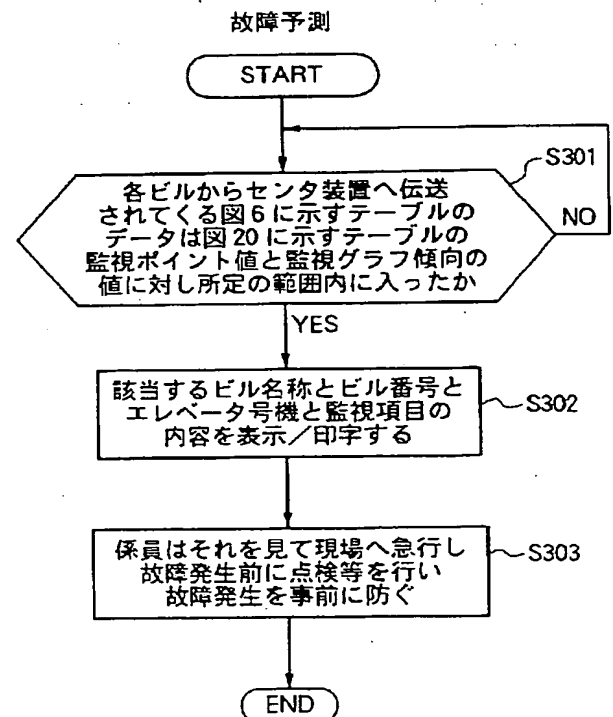 故障予測
START
S301
各ビルからセンタ装置へ伝送
されてくる図6に示すテーブルの
データは図20に示すテーブルの
監視ポイント値と監視グラフ傾向の
値に対し所定の範囲内に入ったか
NO
YES
該当するビル名称とビル番号と
エレベータ号機と監視項目の
内容を表示／印字する
S302
係員はそれを見て現場へ急行し
故障発生前に点検等を行い
故障発生を事前に防ぐ
S303
END